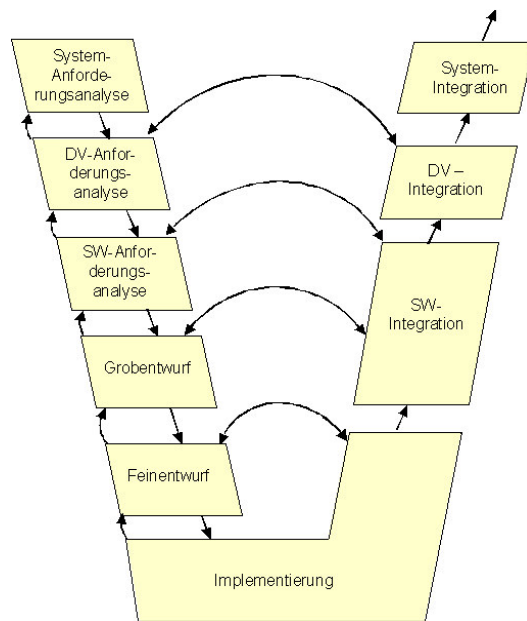 System-
Anforde-
rungsanalyse
DV-Anfor-
derungs-
analyse
SW-Anfor-
derungs-
analyse
Grobentwurf
Feinentwurf
Implementierung
SW-
Integration
DV –
Integration
System-
Integration